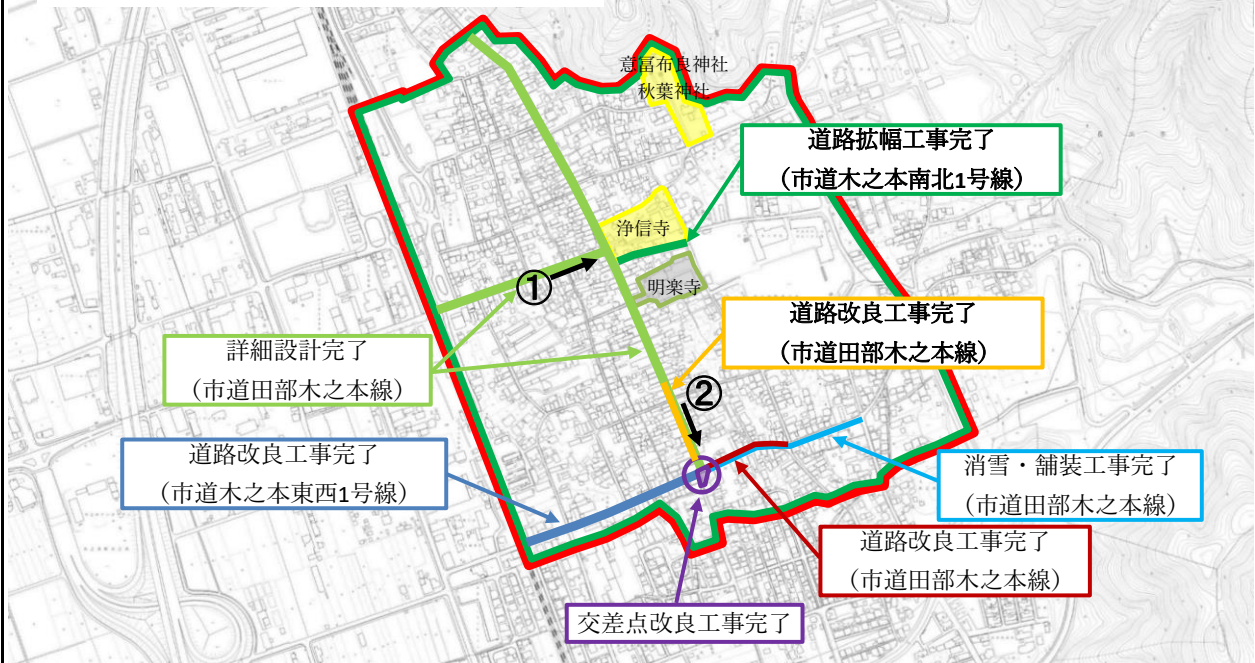 意冨布良神社
秋葉神社
道路拡幅工事完了
(市道木之本南北1号線)
浄信寺
①
明楽寺
道路改良工事完了
(市道田部木之本線)
詳細設計完了
(市道田部木之本線)
②
道路改良工事完了
(市道木之本東西1号線)
消雪・舗装工事完了
(市道田部木之本線)
道路改良工事完了
(市道田部木之本線)
交差点改良工事完了